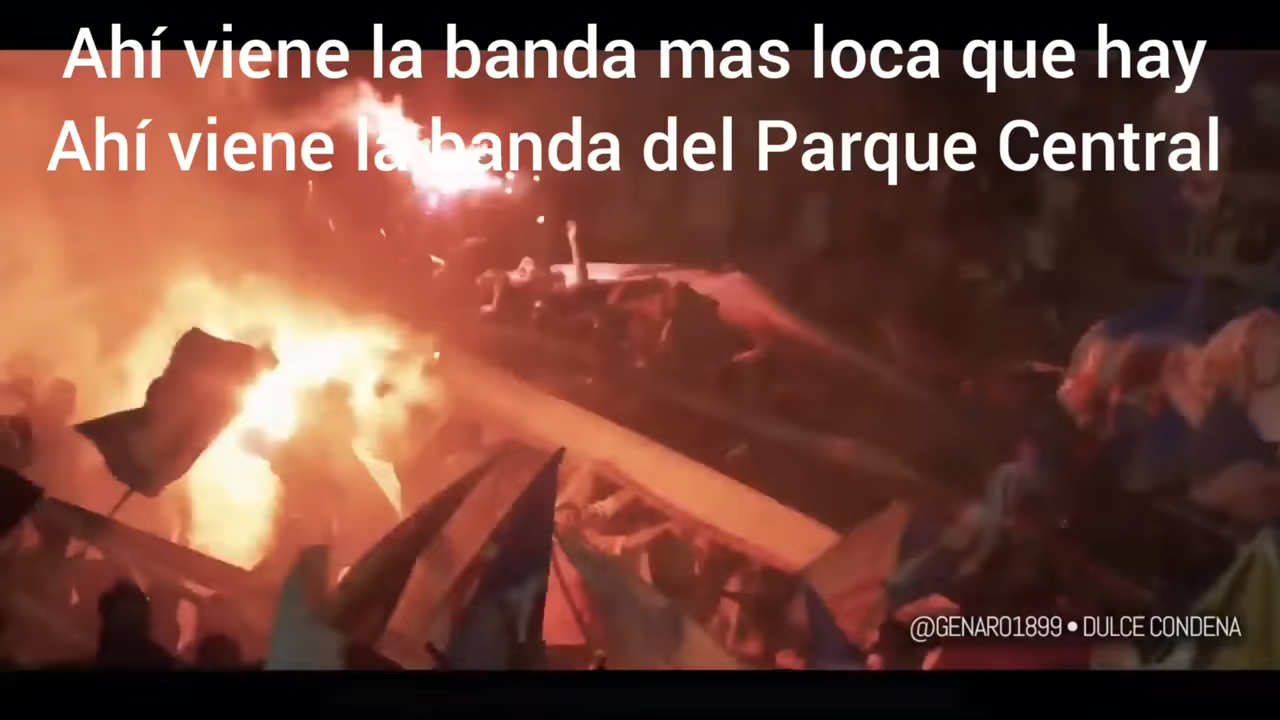 Ahí viene la banda mas loca que hay
Ahí viene la banda del Parque Central
@GENARO1899 • DULCE CONDENA